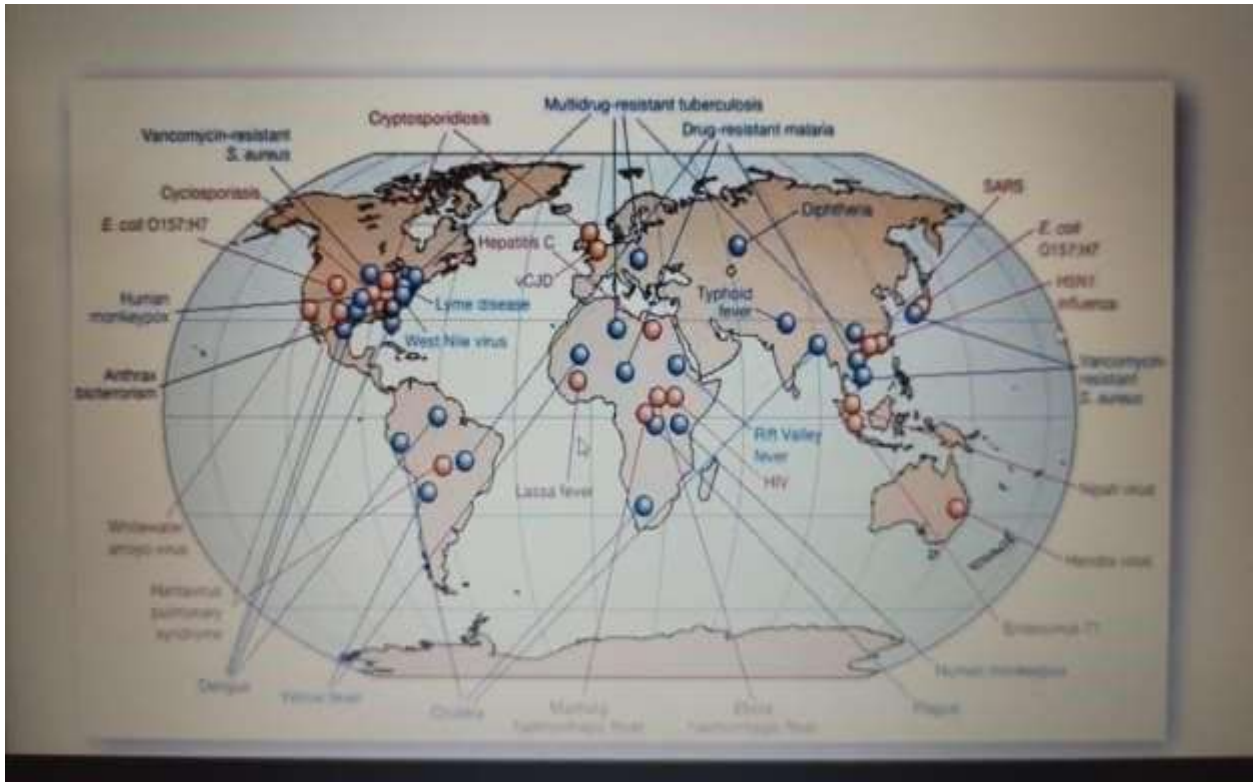 Multidrug-resistant tuberculosis
Cryptosporidiosis
Drug-resistant malaria
Vancomycin-resistant
S. aureus
Cyclosporiasis
SARS
Diphtheria
E. coli O157:H7
E. coli
O157:H7
Hepatitis C
vCJD
H5N1
influenza
Typhoid
fever
Human
monkeypox
Lyme disease
West Nile virus
Vancomycin-
resistant
S. aureus
Anthrax
bioterrorism
Rift Valley
fever
HIV
Lassa fever
Nipah virus
Whitewater
arroyo virus
Hendra virus
Hantavirus
pulmonary
syndrome
Enterovirus 71
Human monkeypox
Dengue
Yellow fever
Cholera
Marburg
haemorrhagic fever
Ebola
haemorrhagic fever
Plague